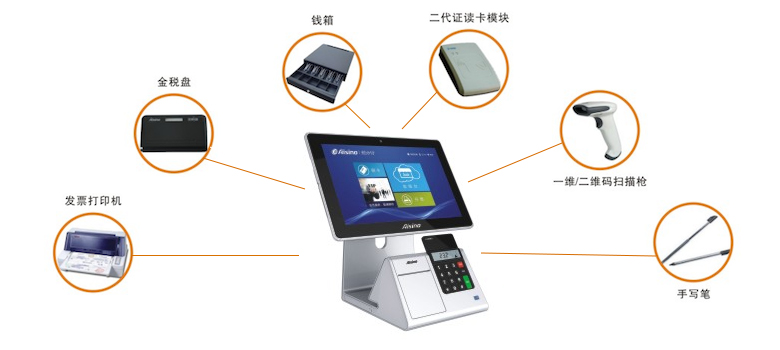 钱箱
二代证读卡模块
金税盘
一维/二维码扫描枪
发票打印机
手写笔
Aisino
Aisino